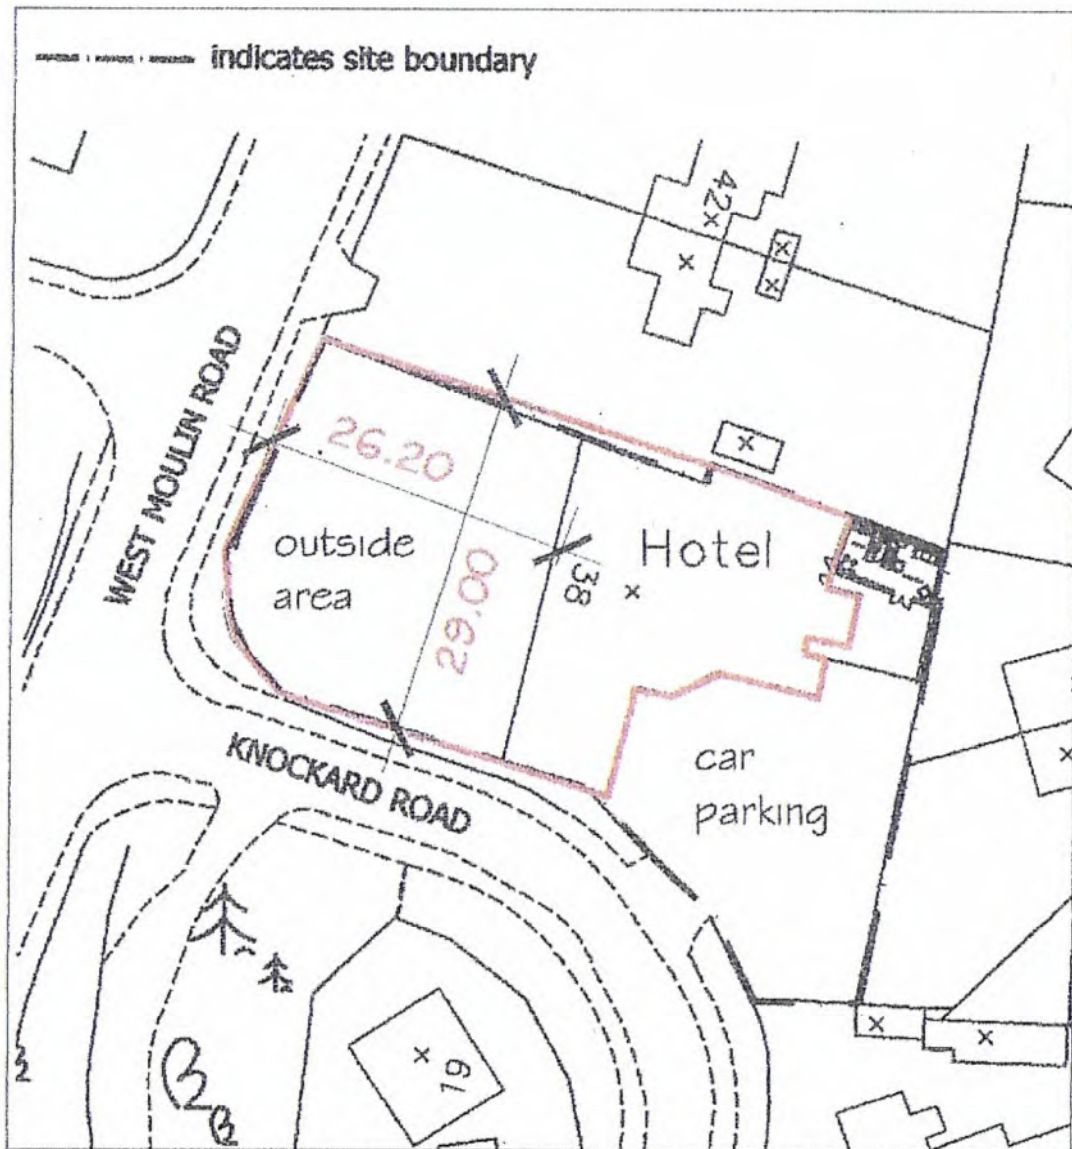 indicates site boundary
42
WEST MOULIN ROAD
26.20
outside
area
29.00
Hotel
38
KNOCKARD ROAD
car
parking
19